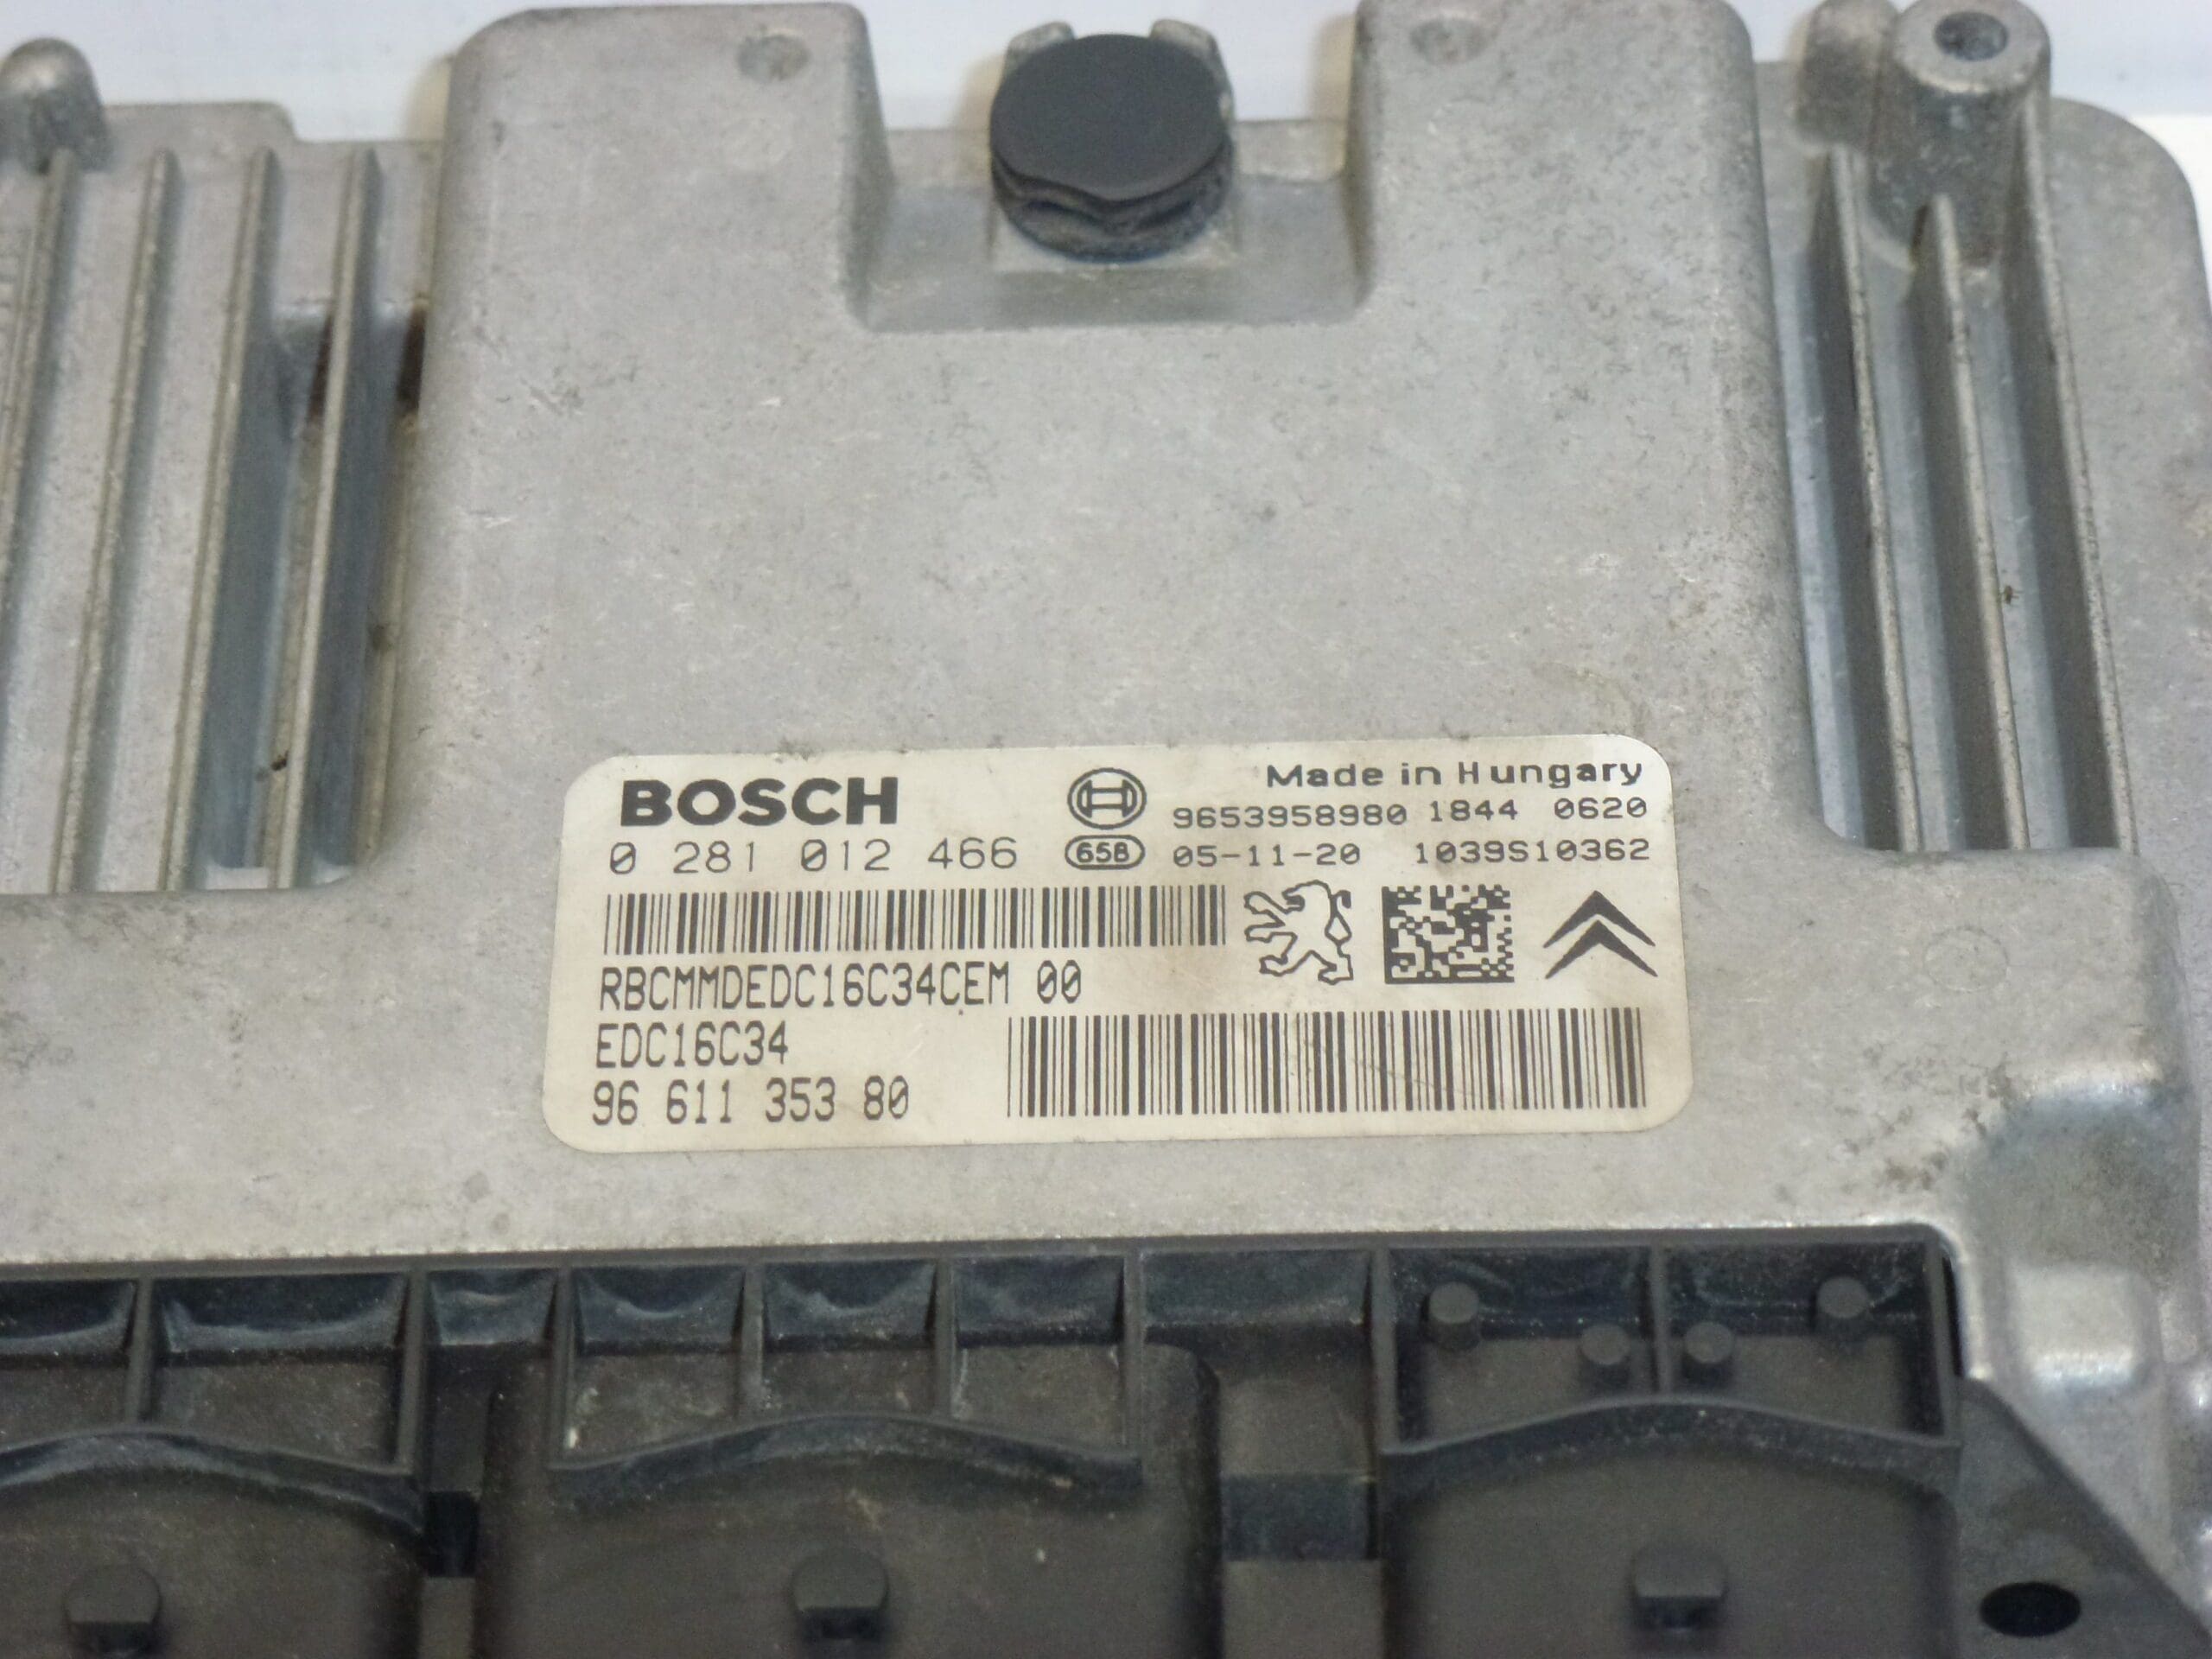 BOSCH
Made in Hungary
9653958980 1844 0620
0 281 012 466 658 05-11-20 1039S10362
RBCMMDEDC16C34CEM 00
EDC16C34
96 611 353 80